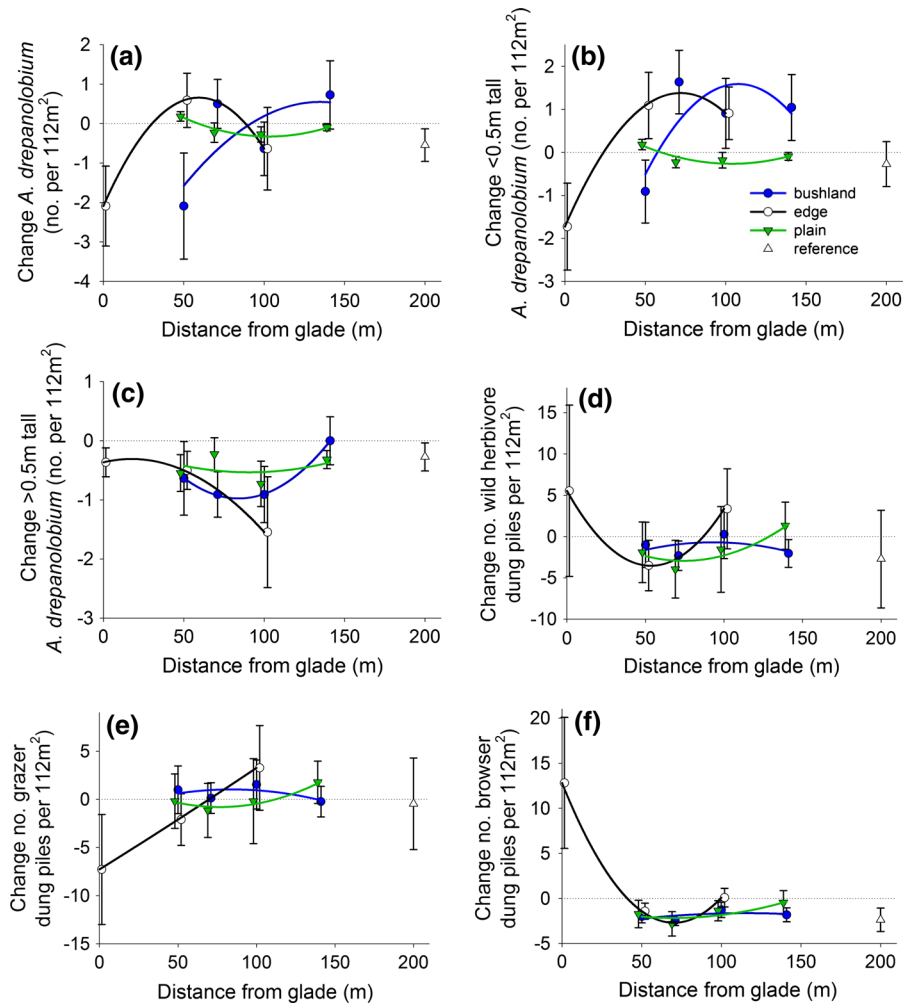 (a)
Change A. drepanolobium
(no. per 112m²)
2
1
0
-1
-2
-3
-4
0 50 100 150 200
Distance from glade (m)
(b)
Change <0.5m tall
A. drepanolobium (no. per 112m²)
3
2
1
0
-1
-2
-3
bushland
edge
plain
reference
0 50 100 150 200
Distance from glade (m)
(c)
Change >0.5m tall
A. drepanolobium (no. per 112m²)
1
0
-1
-2
-3
0 50 100 150 200
Distance from glade (m)
(d)
Change no. wild herbivore
dung piles per 112m²
15
10
5
0
-5
-10
0 50 100 150 200
Distance from glade (m)
(e)
Change no. grazer
dung piles per 112m²
5
0
-5
-10
-15
0 50 100 150 200
Distance from glade (m)
(f)
Change no. browser
dung piles per 112m²
20
15
10
5
0
-5
0 50 100 150 200
Distance from glade (m)